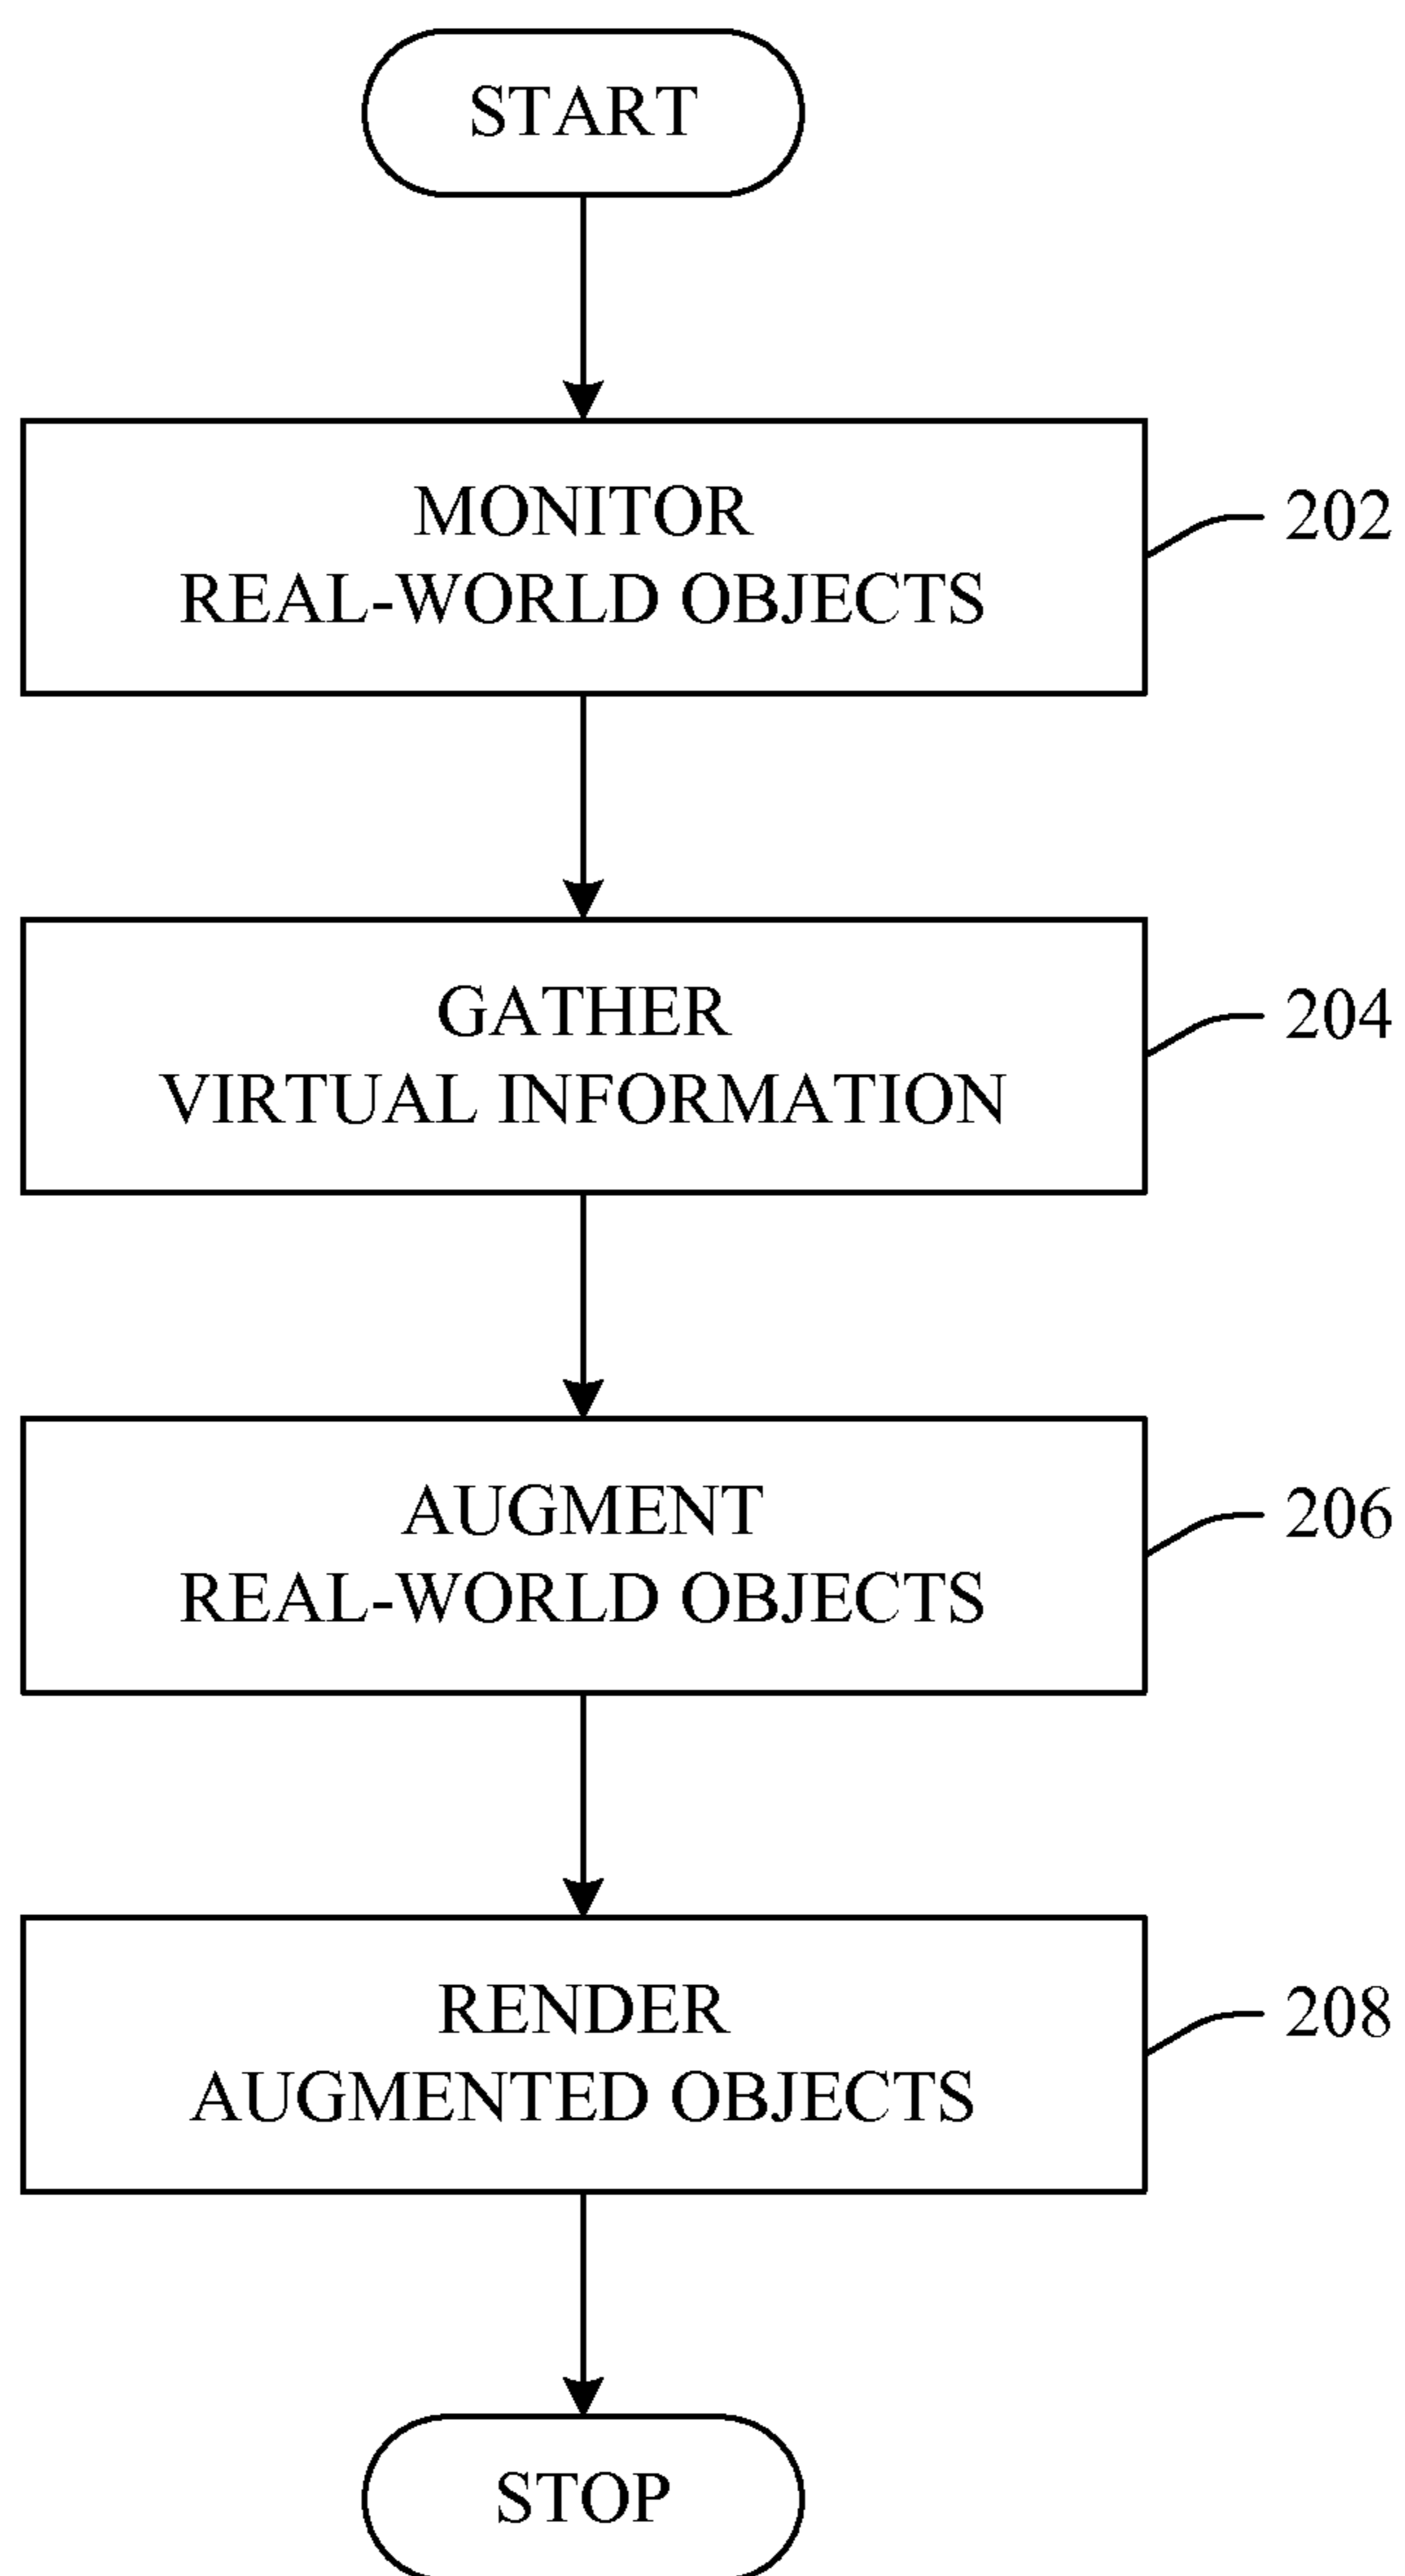 START
MONITOR
REAL-WORLD OBJECTS
202
GATHER
VIRTUAL INFORMATION
204
AUGMENT
REAL-WORLD OBJECTS
206
RENDER
AUGMENTED OBJECTS
208
STOP